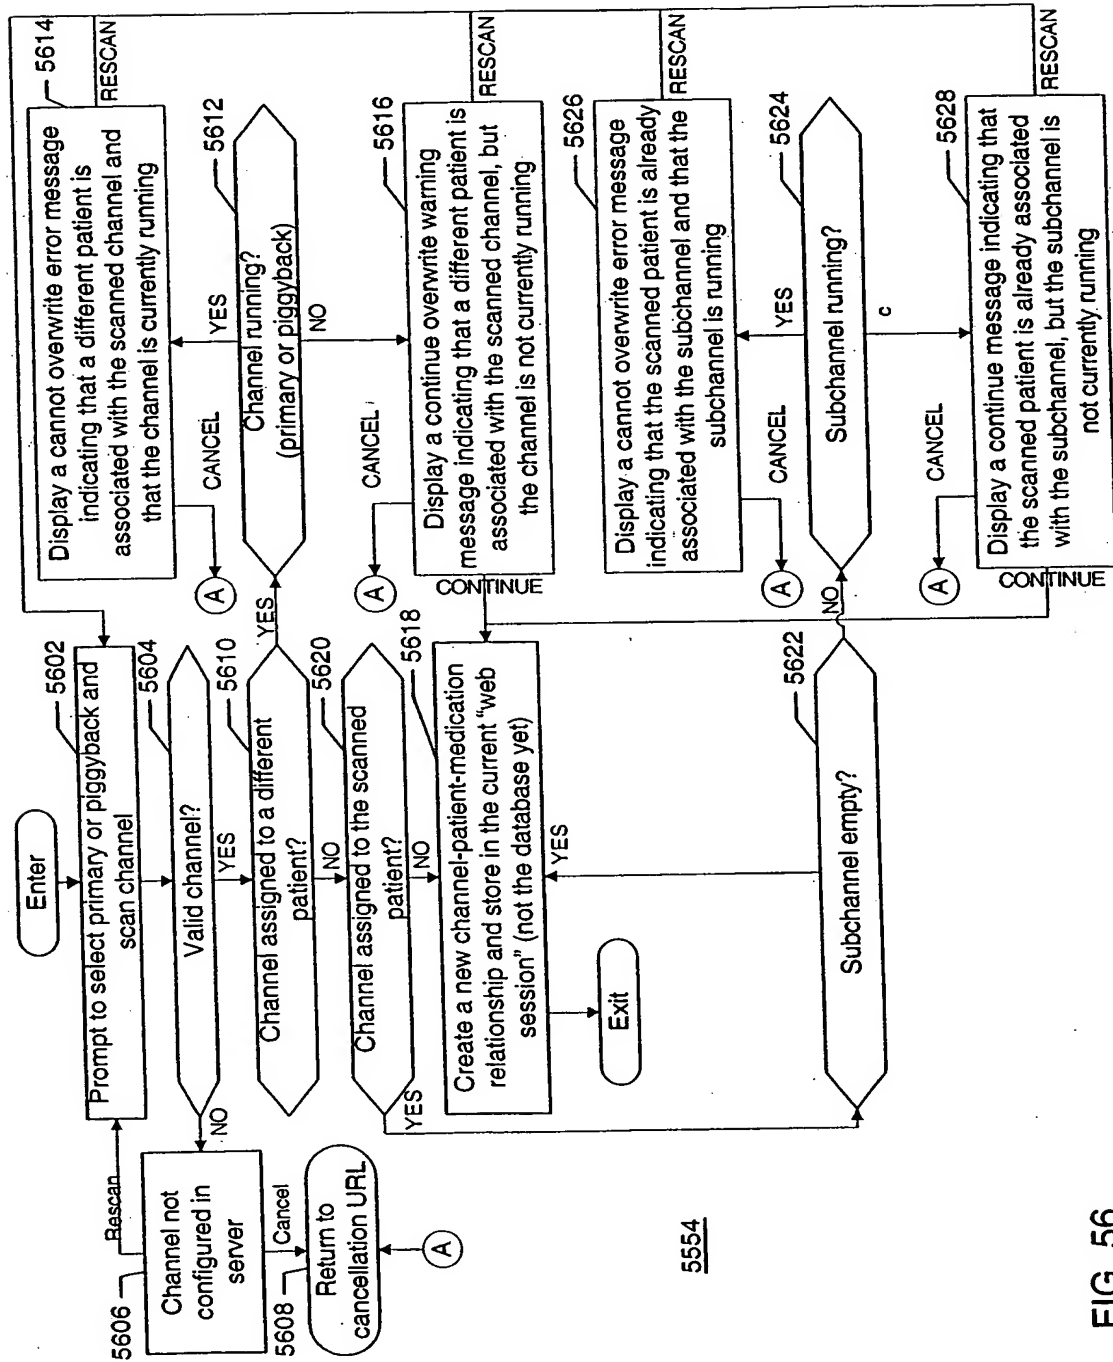 Enter
5602
Prompt to select primary or piggyback and
scan channel
5604
Valid channel?
NO
YES
Rescan
5606
Channel not
configured in
server
Cancel
5608
Return to
cancellation URL
A
5610
Channel assigned to a different
patient?
YES
NO
5620
Channel assigned to the scanned
patient?
YES
NO
5618
Create a new channel-patient-medication
relationship and store in the current "web
session" (not the database yet)
Exit
YES
5622
Subchannel empty?
NO
5614
Display a cannot overwrite error message
indicating that a different patient is
associated with the scanned channel and
that the channel is currently running
RESCAN
CANCEL
A
YES
5612
Channel running?
(primary or piggyback)
NO
CANCEL
A
5616
Display a continue overwrite warning
message indicating that a different patient is
associated with the scanned channel, but
the channel is not currently running
RESCAN
CONTINUE
5626
Display a cannot overwrite error message
indicating that the scanned patient is already
associated with the subchannel and that the
subchannel is running
RESCAN
CANCEL
A
YES
5624
Subchannel running?
c
CANCEL
A
5628
Display a continue message indicating that
the scanned patient is already associated
with the subchannel, but the subchannel is
not currently running
RESCAN
CONTINUE
5554
FIG. 56